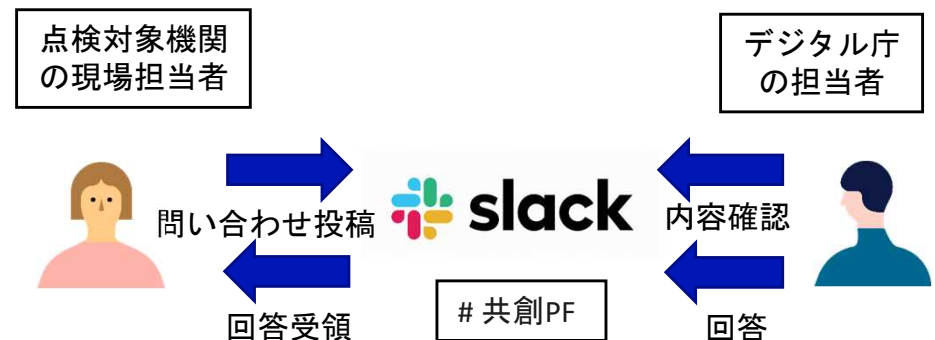 点検対象機関
の現場担当者
デジタル庁
の担当者
問い合わせ投稿
slack
内容確認
回答受領
# 共創PF
回答